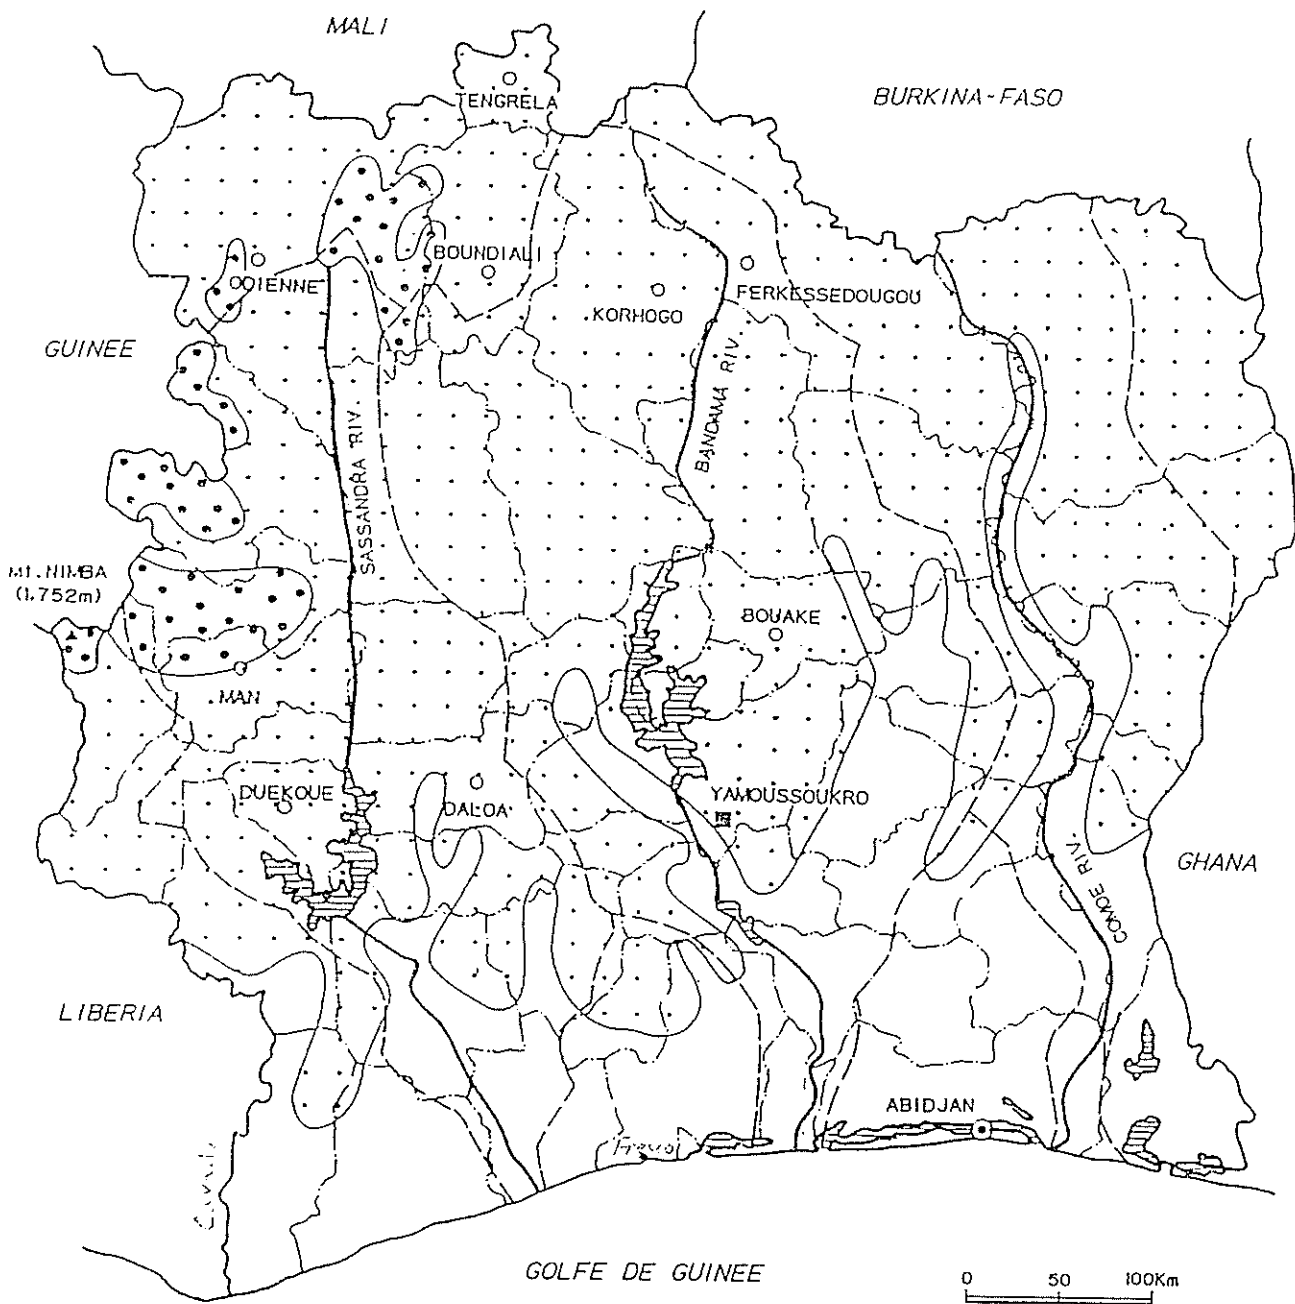 MALI
BURKINA-FASO
TENGRELA
ODIENNE
BOUNDIALI
KORHOGO
FERKESSEDOUGOU
GUINEE
SASSANDRA RIV.
BANDAMA RIV.
Mt.NIMBA
(1,752m)
MAN
BOUAKE
DUEKOUE
DALOA
YAMOUSSOUKRO
GHANA
COMOE RIV.
LIBERIA
ABIDJAN
GOLFE DE GUINEE
0 50 100Km